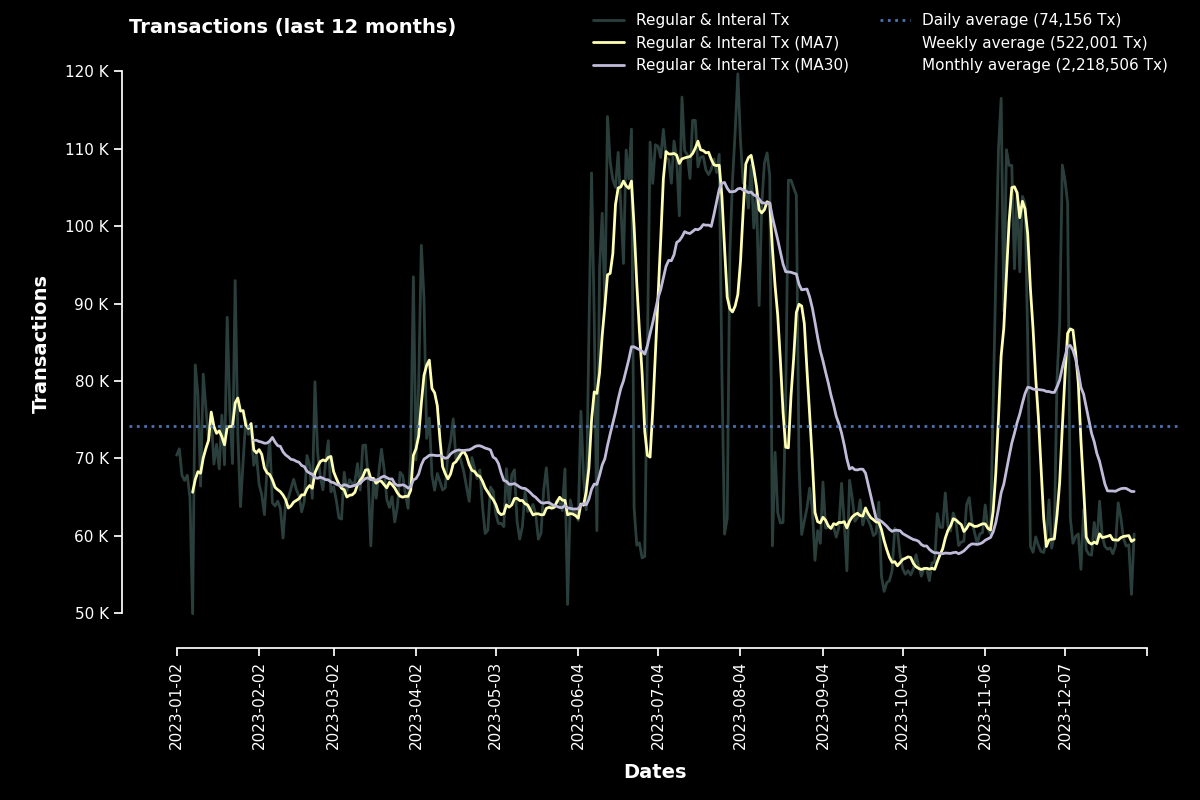 Transactions (last 12 months)
Regular & Interal Tx
Regular & Interal Tx (MA7)
Regular & Interal Tx (MA30)
Daily average (74,156 Tx)
Weekly average (522,001 Tx)
Monthly average (2,218,506 Tx)
Transactions
120 K
110 K
100 K
90 K
80 K
70 K
60 K
50 K
2023-01-02
2023-02-02
2023-03-02
2023-04-02
2023-05-03
2023-06-04
2023-07-04
2023-08-04
2023-09-04
2023-10-04
2023-11-06
2023-12-07
Dates